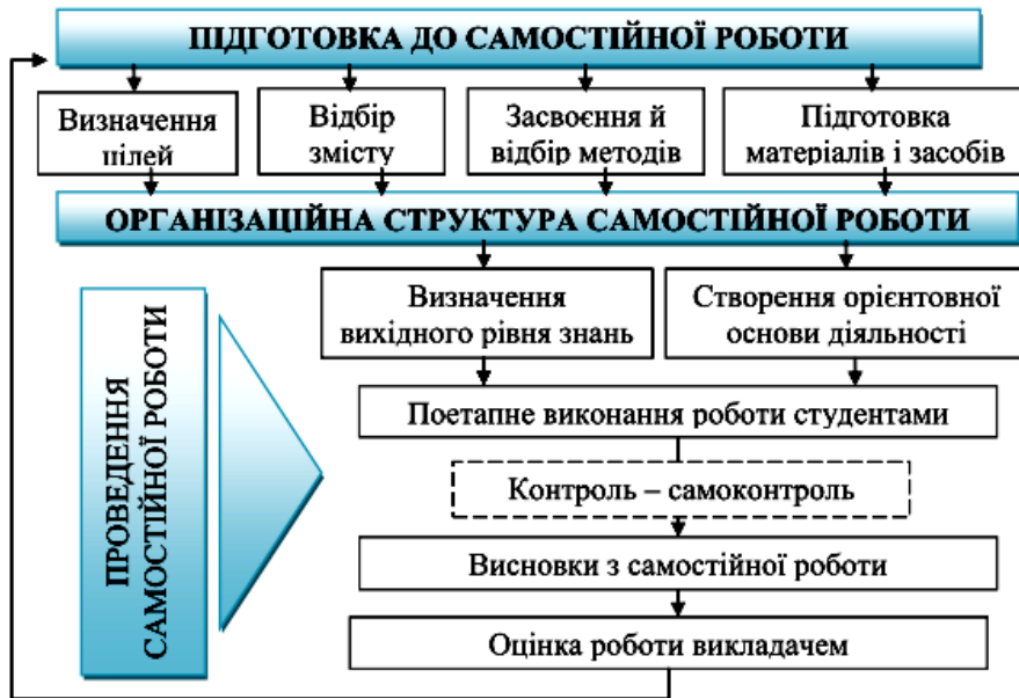 ПІДГОТОВКА ДО САМОСТІЙНОЇ РОБОТИ
Визначення
цілей
Відбір
змісту
Засвоєння й
відбір методів
Підготовка
матеріалів і засобів
ОРГАНІЗАЦІЙНА СТРУКТУРА САМОСТІЙНОЇ РОБОТИ
ПРОВЕДЕННЯ
САМОСТІЙНОЇ РОБОТИ
Визначення
вихідного рівня знань
Створення орієнтовної
основи діяльності
Поетапне виконання роботи студентами
Контроль – самоконтроль
Висновки з самостійної роботи
Оцінка роботи викладачем